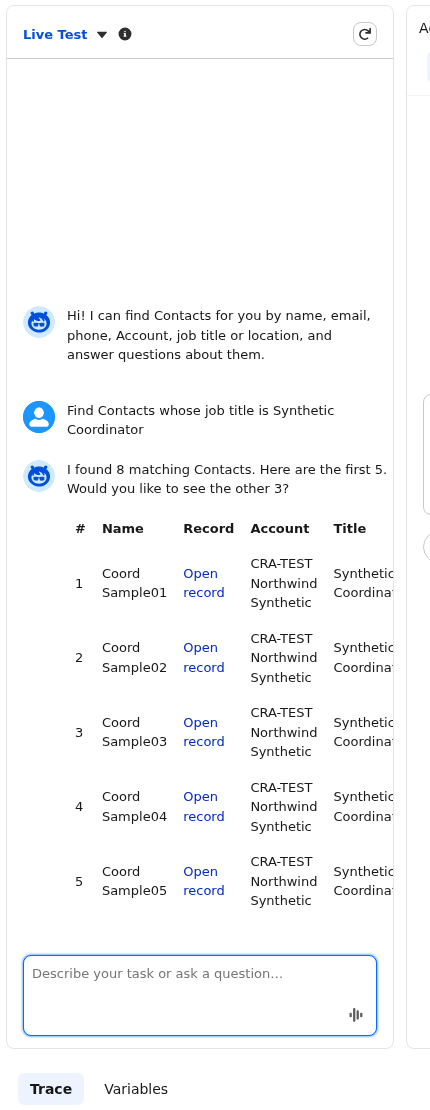 Live Test
Hi! I can find Contacts for you by name, email,
phone, Account, job title or location, and
answer questions about them.
Find Contacts whose job title is Synthetic
Coordinator
I found 8 matching Contacts. Here are the first 5.
Would you like to see the other 3?
# Name Record Account Title
1 Coord Sample01 Open record CRA-TEST Northwind Synthetic Synthetic
2 Coord Sample02 Open record CRA-TEST Northwind Synthetic Synthetic
3 Coord Sample03 Open record CRA-TEST Northwind Synthetic Synthetic
4 Coord Sample04 Open record CRA-TEST Northwind Synthetic Synthetic
5 Coord Sample05 Open record CRA-TEST Northwind Synthetic Synthetic
Describe your task or ask a question...
Trace Variables